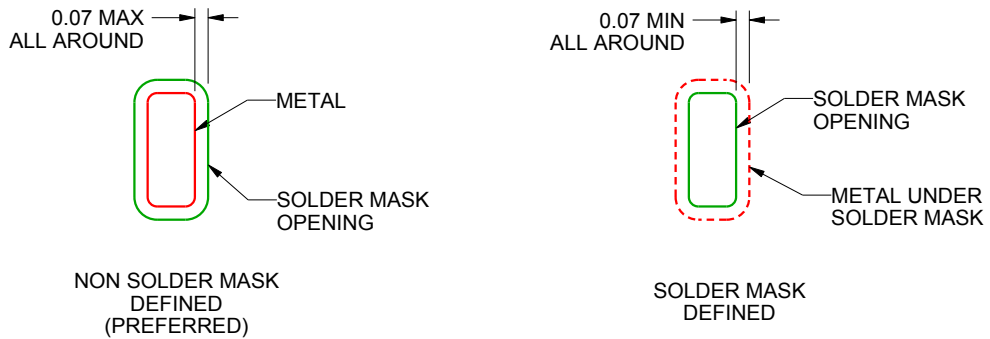 0.07 MAX
ALL AROUND
METAL
SOLDER MASK
OPENING
NON SOLDER MASK
DEFINED
(PREFERRED)
0.07 MIN
ALL AROUND
SOLDER MASK
OPENING
METAL UNDER
SOLDER MASK
SOLDER MASK
DEFINED